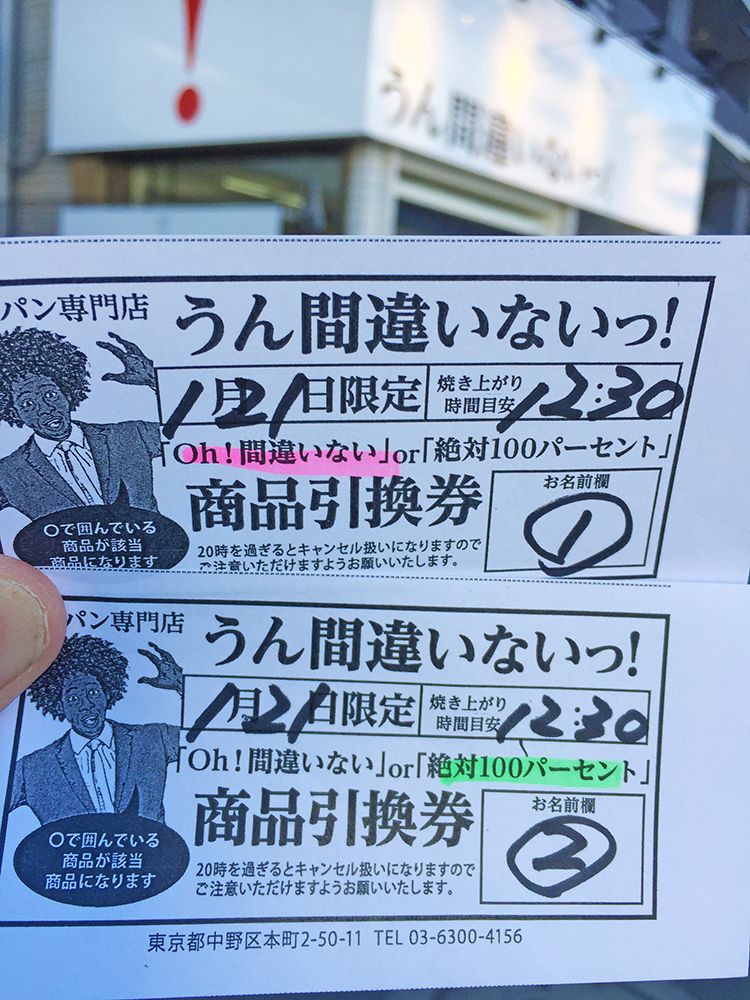 !
うん間違いないっ!
パン専門店
うん間違いないっ!
1月21日限定
焼き上がり
時間目安
12:30
「Oh!間違いない」or「絶対100パーセント」
商品引換券
お名前欄
①
〇で囲んでいる
商品が該当
商品になります
20時を過ぎるとキャンセル扱いになりますので
ご注意いただけますようお願いいたします。
パン専門店
うん間違いないっ!
1月21日限定
焼き上がり
時間目安
12:30
「Oh!間違いない」or「絶対100パーセント」
商品引換券
お名前欄
②
〇で囲んでいる
商品が該当
商品になります
20時を過ぎるとキャンセル扱いになりますので
ご注意いただけますようお願いいたします。
東京都中野区本町2-50-11 TEL 03-6300-4156